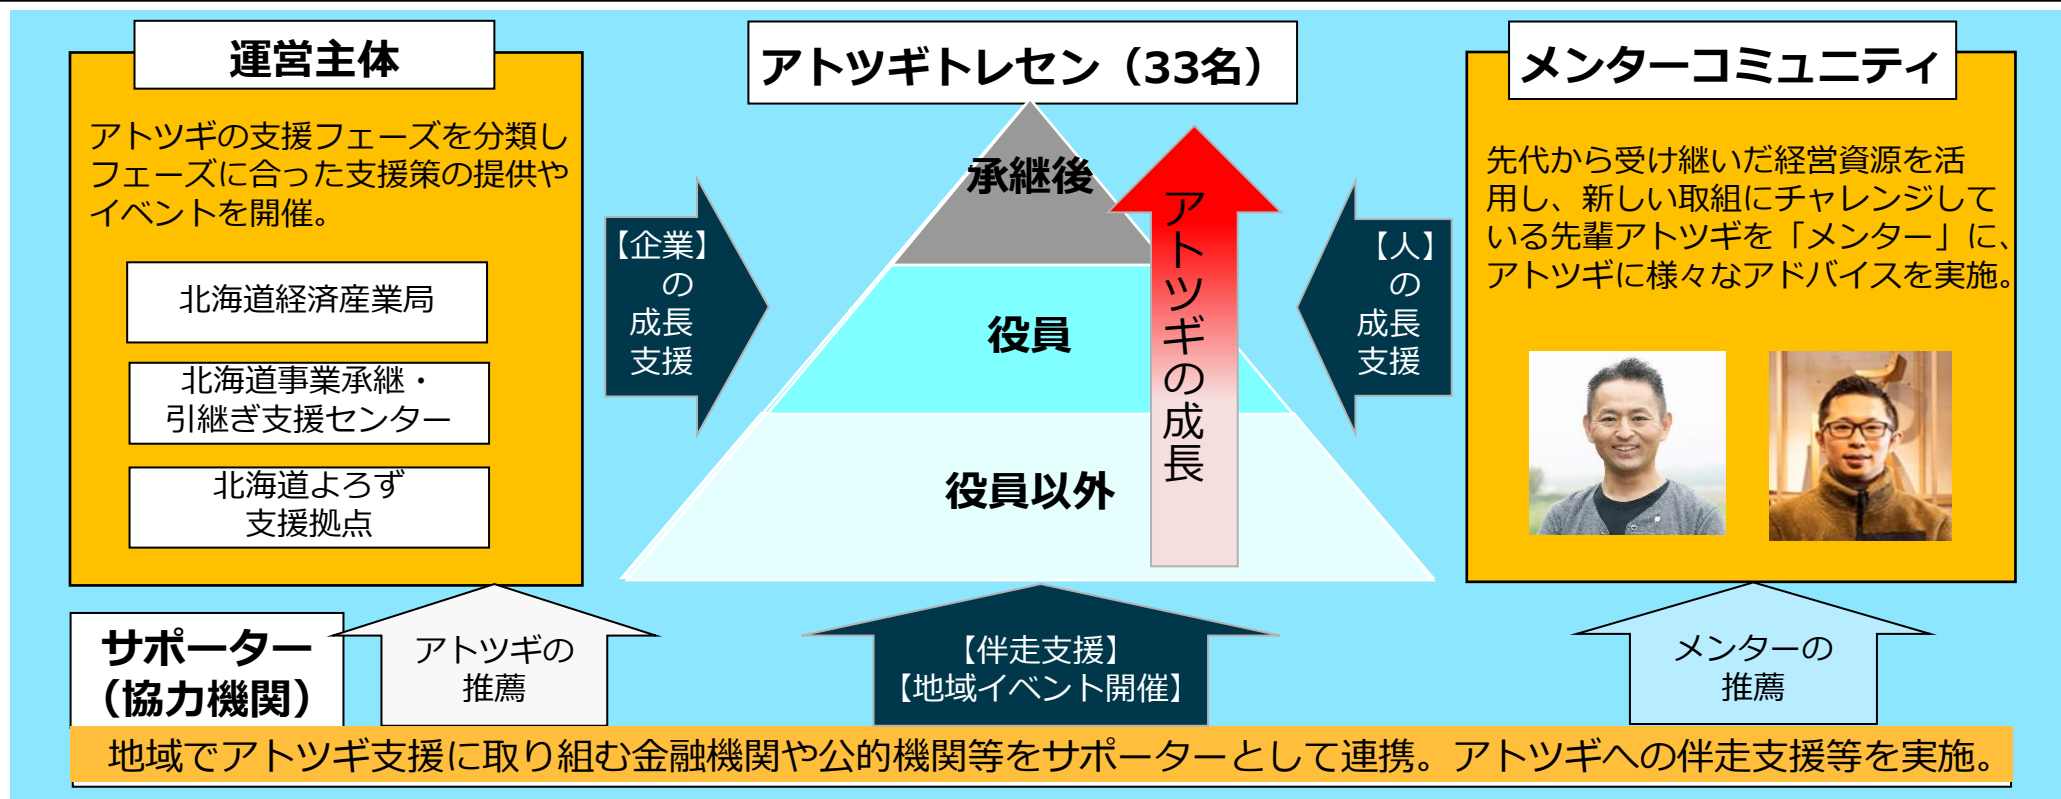 運営主体
アトツギの支援フェーズを分類し
フェーズに合った支援策の提供や
イベントを開催。
北海道経済産業局
北海道事業承継・
引継ぎ支援センター
北海道よろず
支援拠点
【企業】
の
成長
支援
アトツギトレセン（33名）
承継後
役員
役員以外
アトツギの成長
【人】
の
成長
支援
メンターコミュニティ
先代から受け継いだ経営資源を活
用し、新しい取組にチャレンジして
いる先輩アトツギを「メンター」に、
アトツギに様々なアドバイスを実施。
サポーター
（協力機関）
アトツギの
推薦
【伴走支援】
【地域イベント開催】
メンターの
推薦
地域でアトツギ支援に取り組む金融機関や公的機関等をサポーターとして連携。アトツギへの伴走支援等を実施。